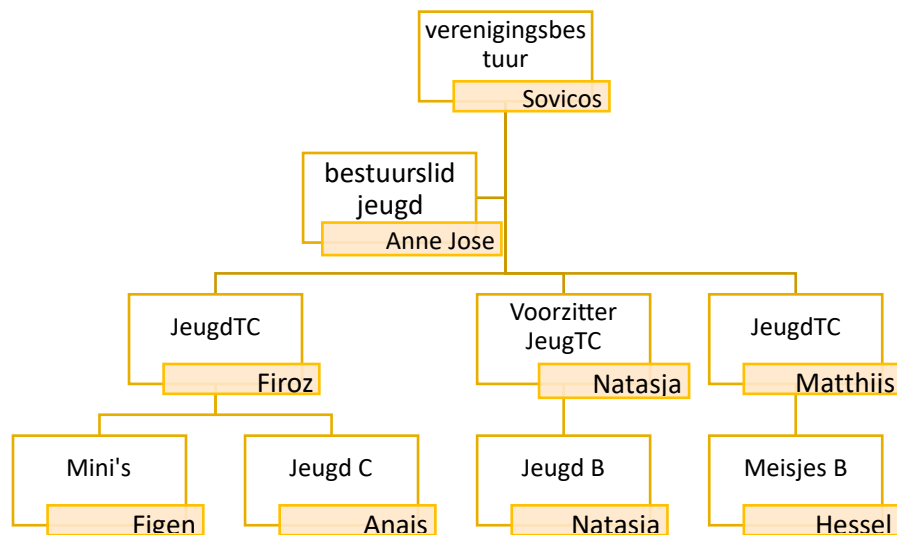 verenigingsbes
tuur
Sovicos
bestuurslid
jeugd
Anne Jose
JeugdTC
Firoz
Voorzitter
JeugTC
Natasja
JeugdTC
Matthijs
Mini's
Figen
Jeugd C
Anais
Jeugd B
Natasja
Meisjes B
Hessel